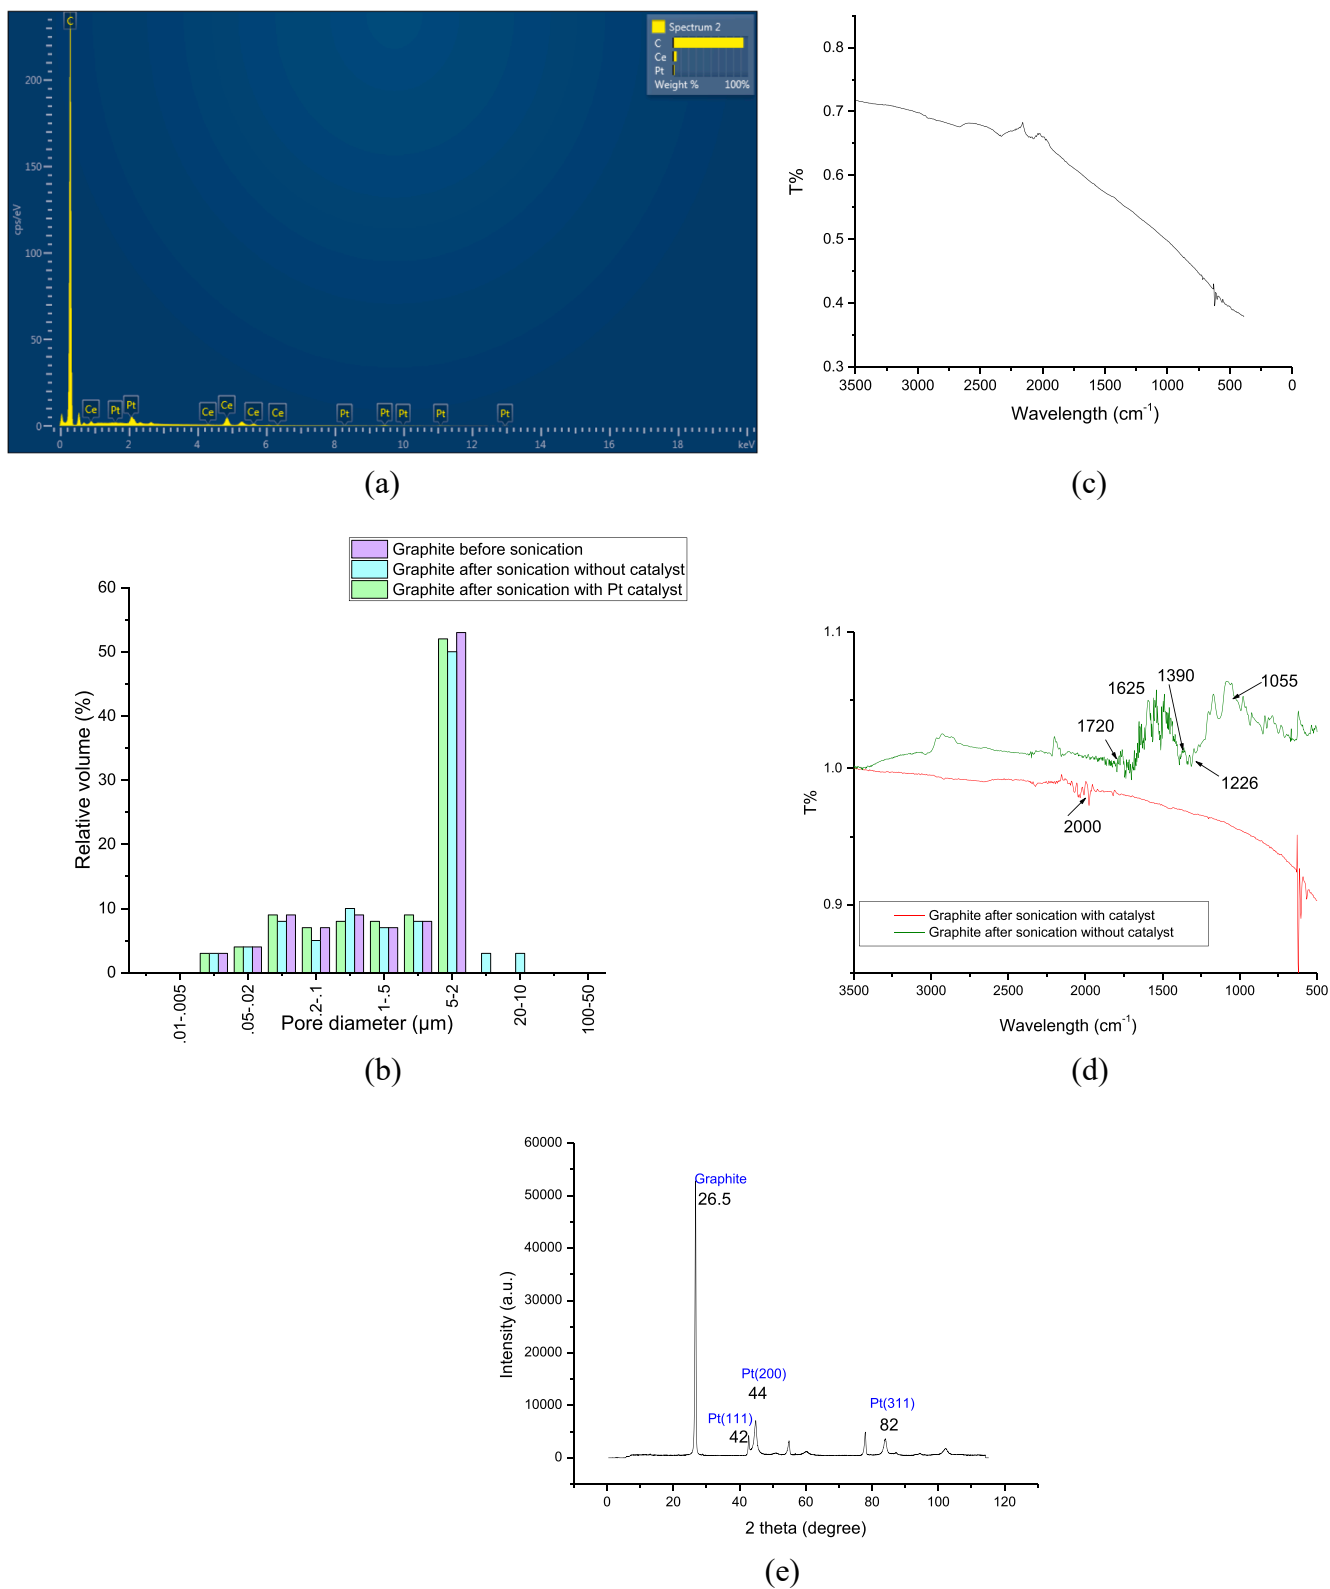 C
Spectrum 2
C
Ce
Pt
Weight % 100%
cps/eV
200
150
100
50
0
Ce Pt Pt Ce Ce Ce Ce Pt Pt Pt Pt Pt
0 2 4 6 8 10 12 14 16 18 keV
(a)
T%
0.8
0.7
0.6
0.5
0.4
0.3
3500 3000 2500 2000 1500 1000 500 0
Wavelength (cm-1)
(c)
Graphite before sonication
Graphite after sonication without catalyst
Graphite after sonication with Pt catalyst
Relative volume (%)
60
50
40
30
20
10
0
.01-.005 .05-.02 .2-.1 .1-.5 5-2 20-10 100-50
Pore diameter (µm)
(b)
T%
1.1
1.0
0.9
1720 1625 1390 1226 1055
2000
Graphite after sonication with catalyst
Graphite after sonication without catalyst
3500 3000 2500 2000 1500 1000 500
Wavelength (cm-1)
(d)
Intensity (a.u.)
60000
50000
40000
30000
20000
10000
0
Graphite
26.5
Pt(200)
44
Pt(111)
42
Pt(311)
82
0 20 40 60 80 100 120
2 theta (degree)
(e)